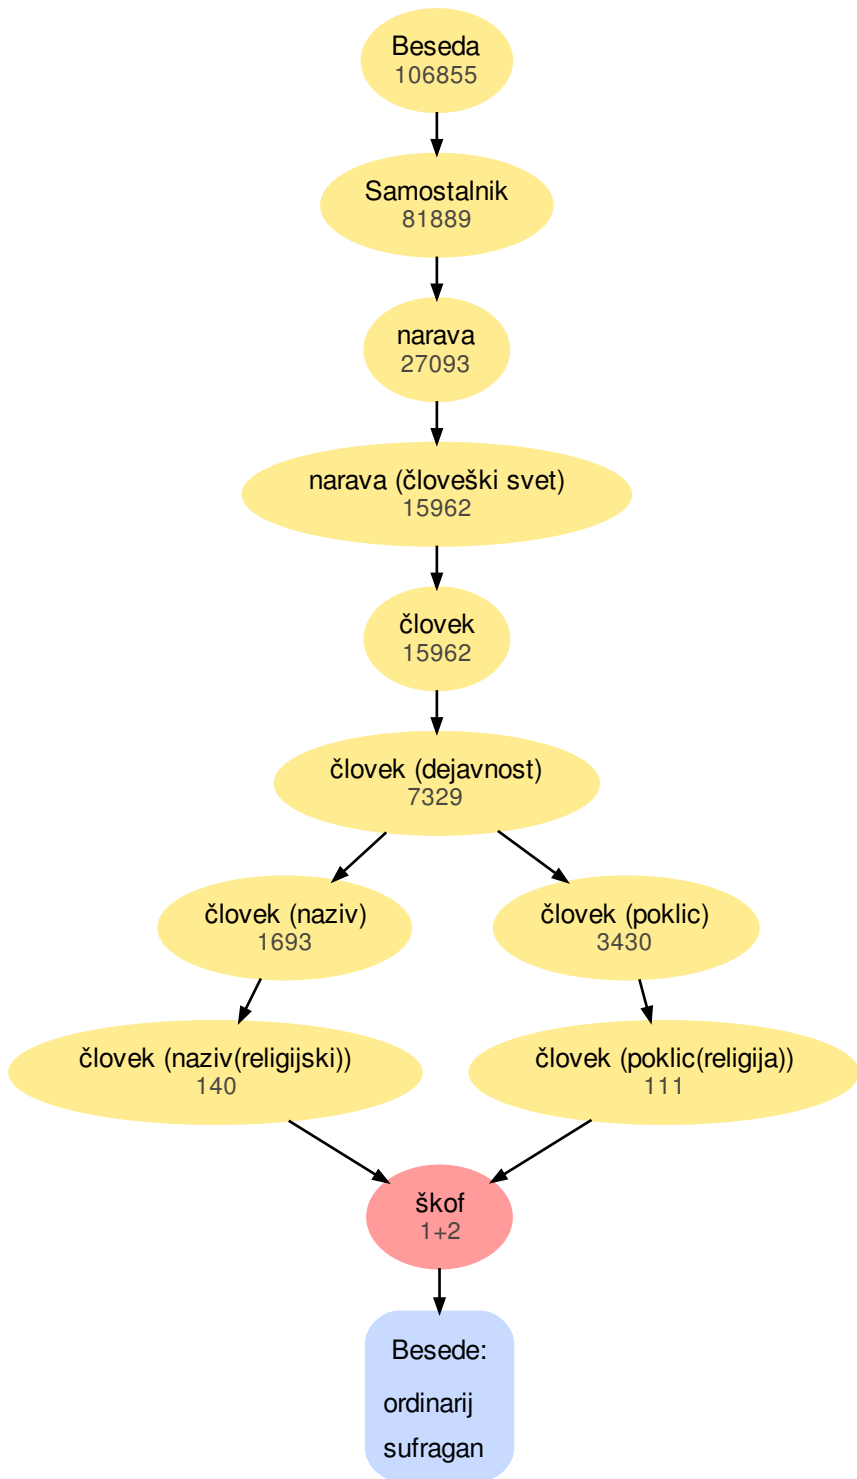 Beseda
106855
Samostalnik
81889
narava
27093
narava (človeški svet)
15962
človek
15962
človek (dejavnost)
7329
človek (naziv)
1693
človek (poklic)
3430
človek (naziv(religijski))
140
človek (poklic(religija))
111
škof
1+2
Besede:
ordinarij
sufragan